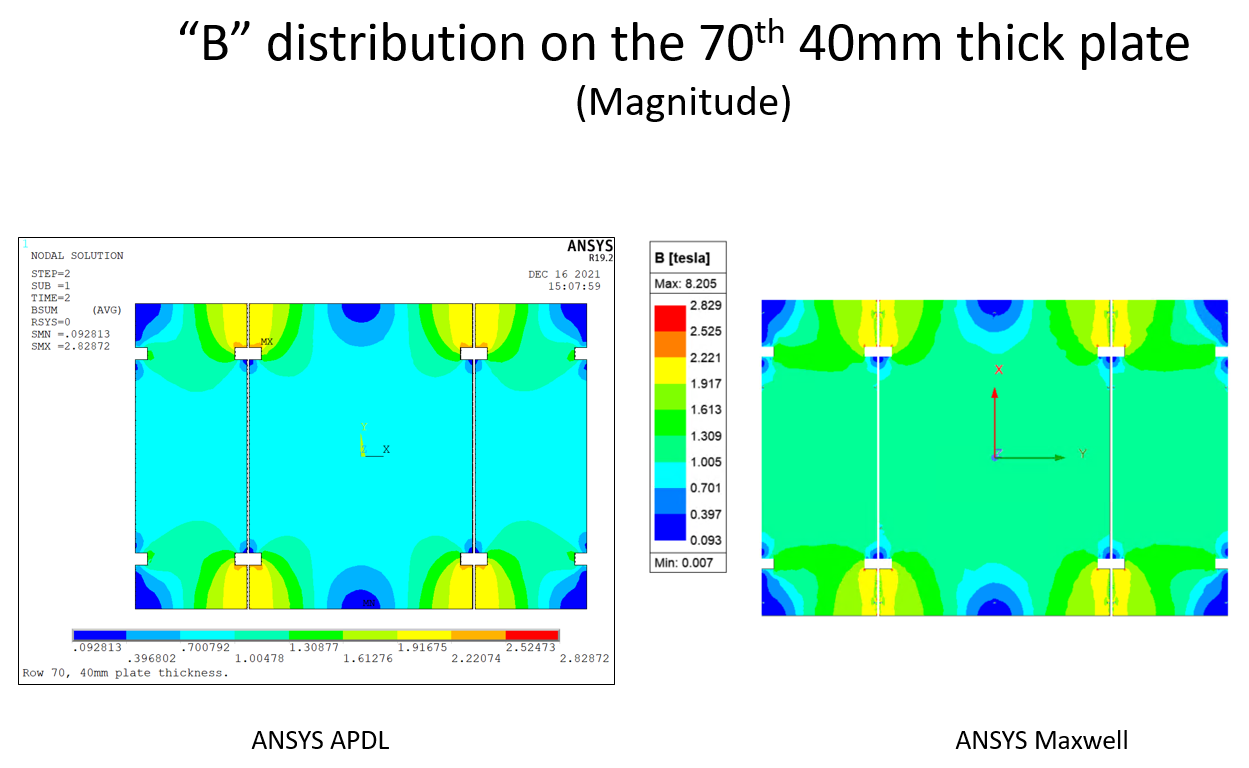 “B” distribution on the 70th 40mm thick plate
(Magnitude)
1
NODAL SOLUTION
STEP=2
SUB =1
TIME=2
BSUM (AVG)
RSYS=0
SMN =.092813
SMX =2.82872
ANSYS
R19.2
DEC 16 2021
15:07:59
MX
Y
Z
X
MN
.092813
.396802
.700792
1.00478
1.30877
1.61276
1.91675
2.22074
2.52473
2.82872
Row 70, 40mm plate thickness.
ANSYS APDL
B [tesla]
Max: 8.205
2.829
2.525
2.221
1.917
1.613
1.309
1.005
0.701
0.397
0.093
Min: 0.007
X
Z
Y
ANSYS Maxwell